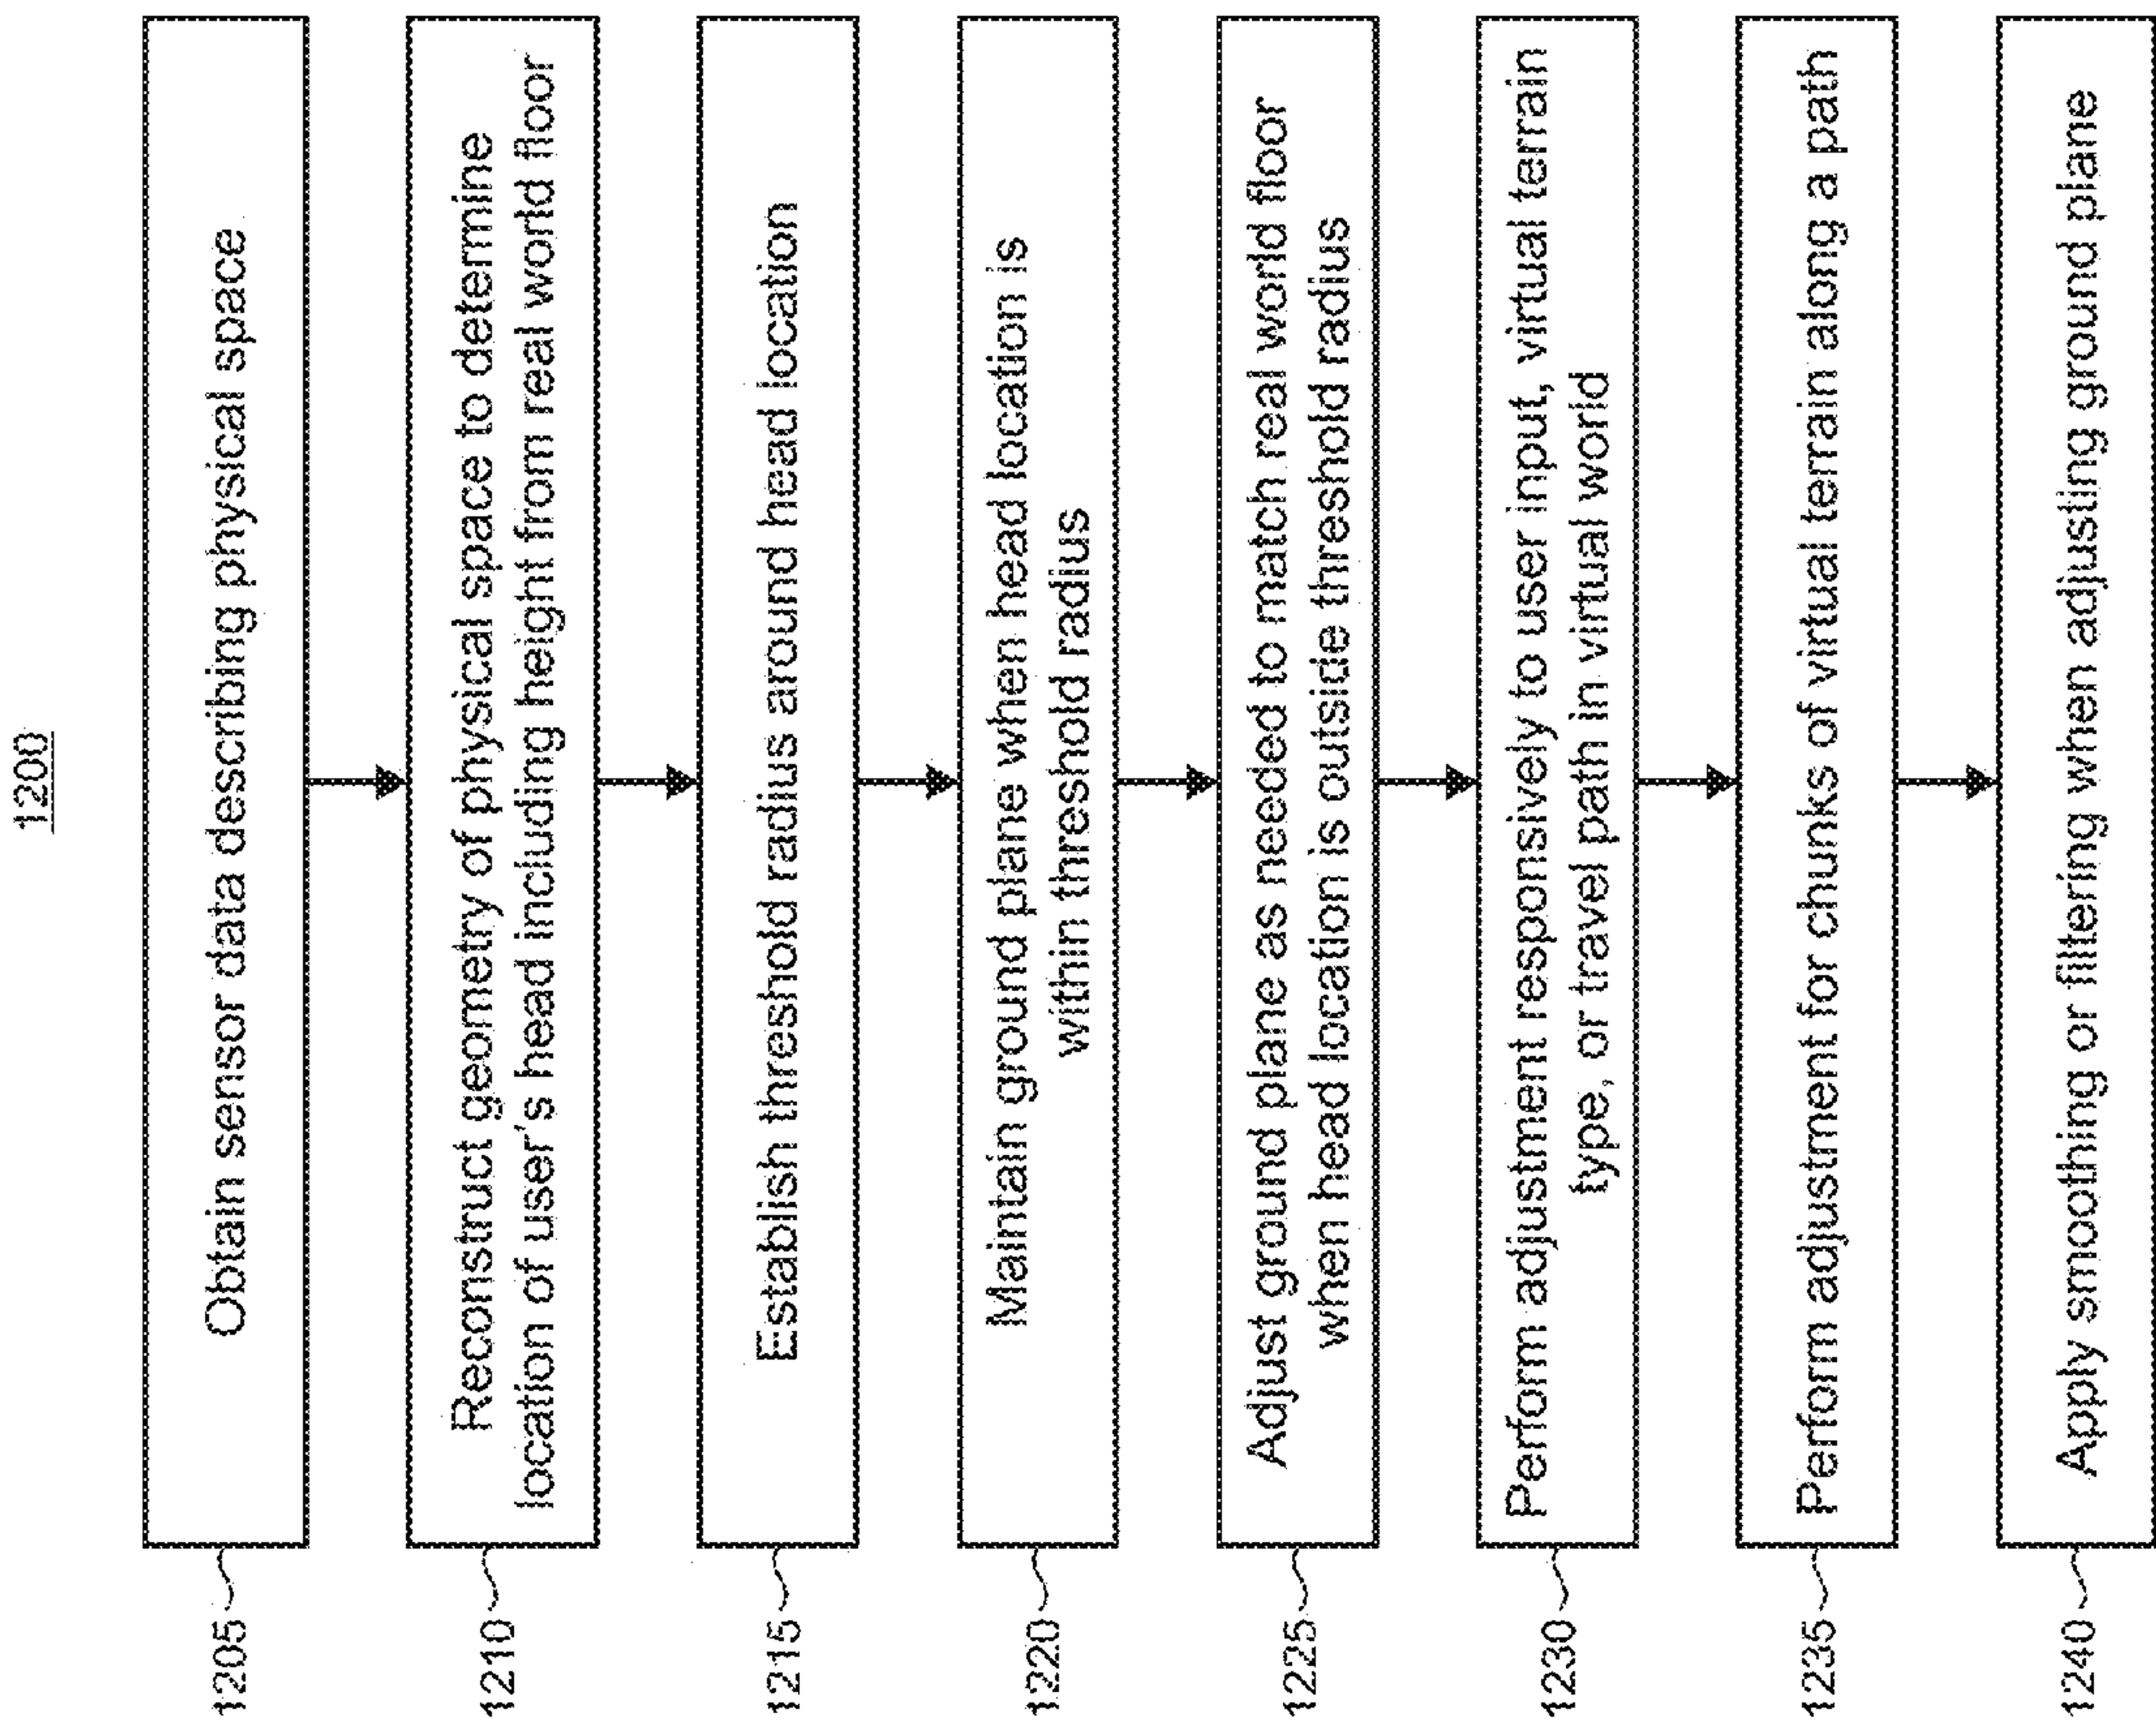 1200
1205
Obtain sensor data describing physical space
1210
Reconstruct geometry of physical space to determine
location of user's head including height from real world floor
1215
Establish threshold radius around head location
1220
Maintain ground plane when head location is
within threshold radius
1225
Adjust ground plane as needed to match real world floor
when head location is outside threshold radius
1230
Perform adjustment responsively to user input, virtual terrain
type, or travel path in virtual world
1235
Perform adjustment for chunks of virtual terrain along a path
1240
Apply smoothing or filtering when adjusting ground plane